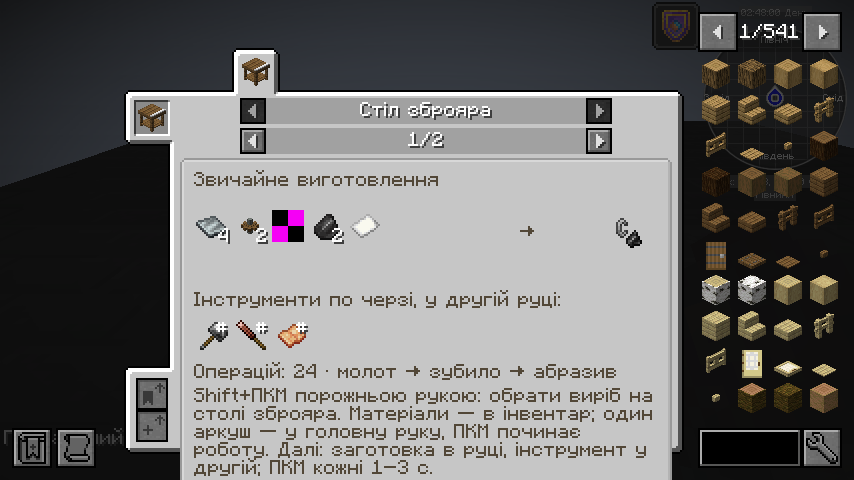 1/541
Стіл зброяра
1/2
Звичайне виготовлення
4 2 2
Інструменти по черзі, у другій руці:
# # #
Операцій: 24 · молот → зубило → абразив
Shift+ПКМ порожньою рукою: обрати виріб на
столі зброяра. Матеріали — в інвентар; один
аркуш — у головну руку, ПКМ починає
роботу. Далі: заготовка в руці, інструмент у
другій; ПКМ кожні 1–3 с.